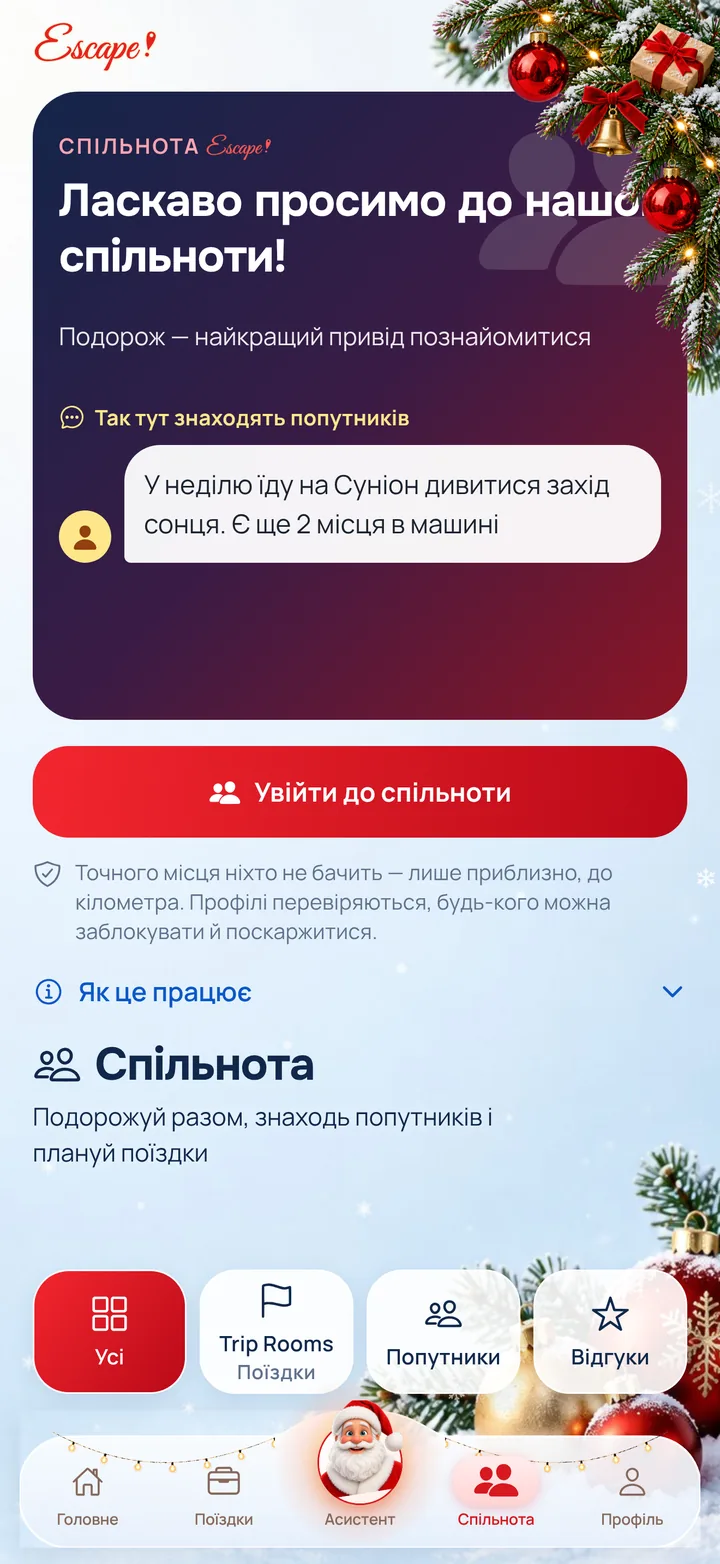 Escape!
СПІЛЬНОТА Escape!
Ласкаво просимо до
спільноти!
Подорож — найкращий привід познайомитися
Так тут знаходять попутників
У неділю їду на Суніон дивитися захід
сонця. Є ще 2 місця в машині
Увійти до спільноти
Точного місця ніхто не бачить — лише приблизно, до
кілометра. Профілі перевіряються, будь-кого можна
заблокувати й поскаржитися.
Як це працює
Спільнота
Подорожуй разом, знаходь попутників і
плануй поїздки
Усі
Trip Rooms
Поїздки
Попутники
Відгуки
Головне
Поїздки
Асистент
Спільнота
Профіль